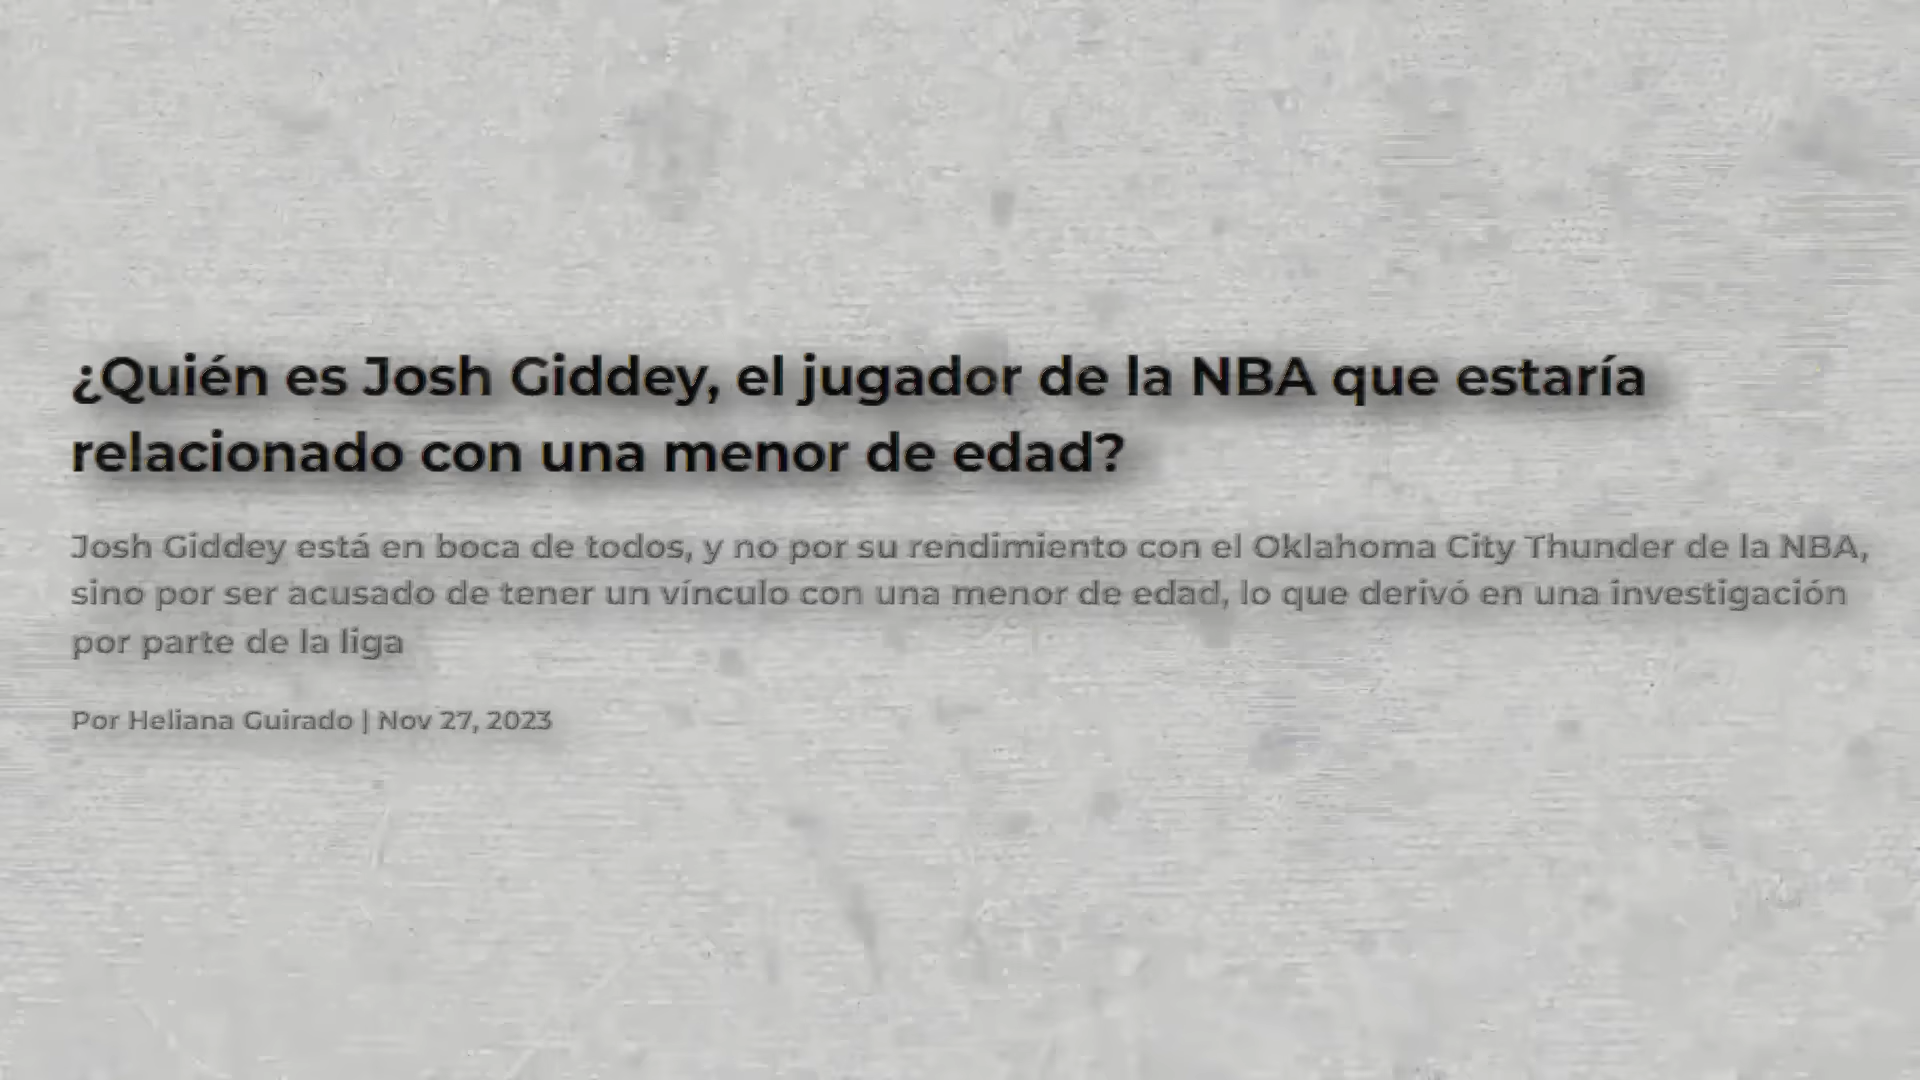 ¿Quién es Josh Giddey, el jugador de la NBA que estaría
relacionado con una menor de edad?
Josh Giddey está en boca de todos, y no por su rendimiento con el Oklahoma City Thunder de la NBA,
sino por ser acusado de tener un vínculo con una menor de edad, lo que derivó en una investigación
por parte de la liga
Por Heliana Guirado | Nov 27, 2023